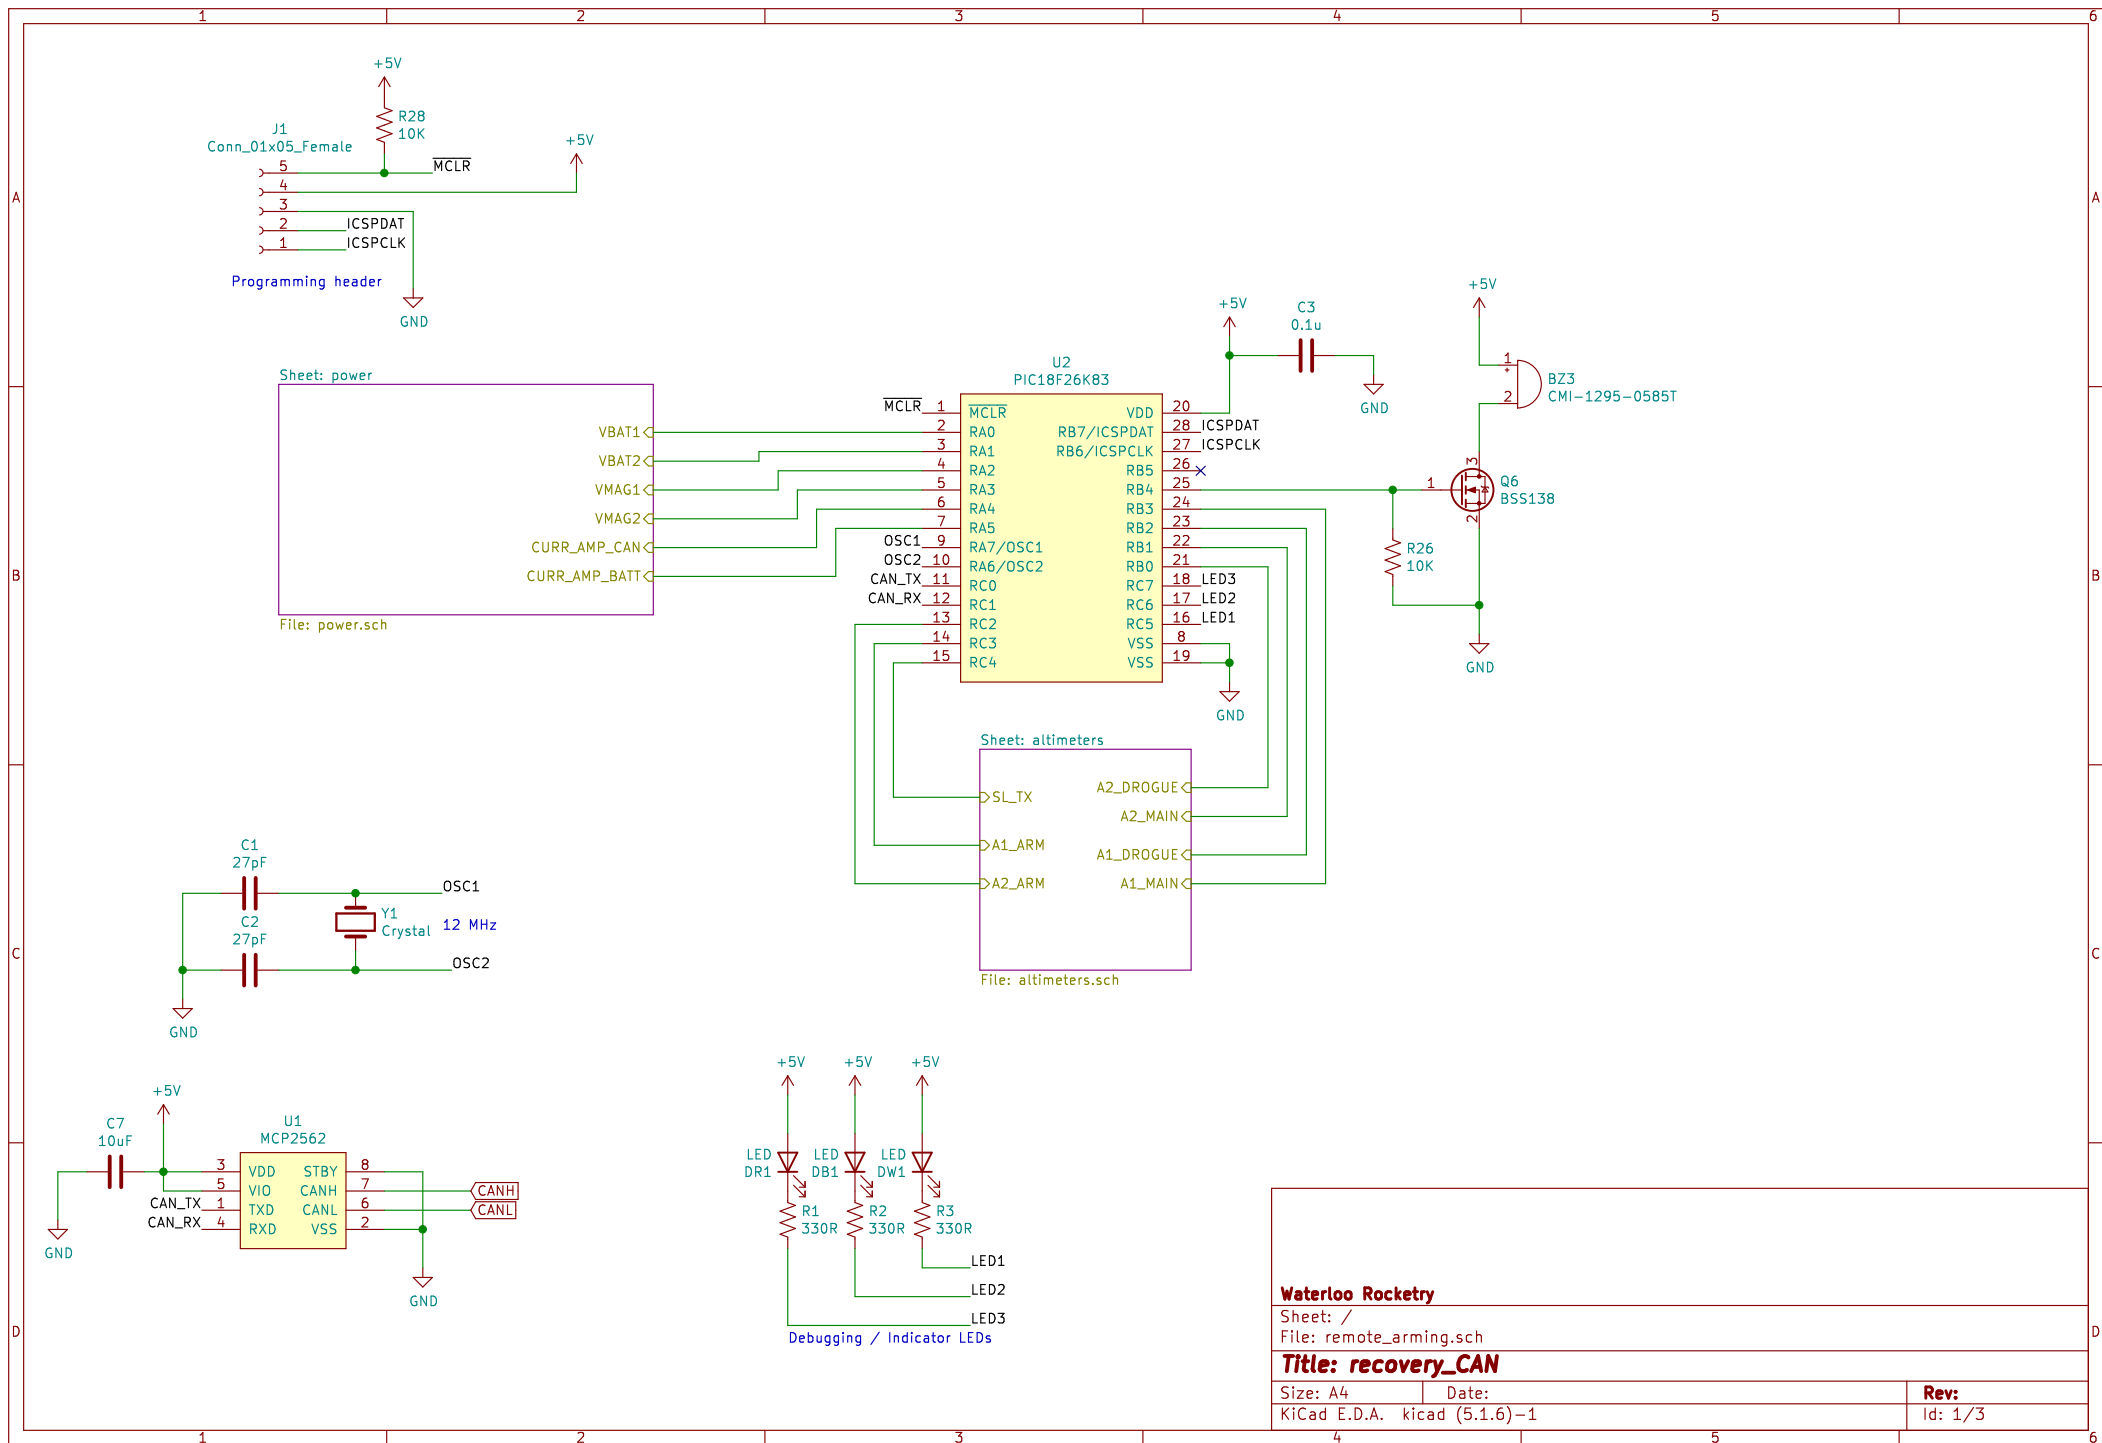 1 2 3 4 5 6
+5V
R28
10K
J1
Conn_01x05_Female
+5V
5
MCLR
4
3
2
ICSPDAT
1
ICSPCLK
Programming header
GND
A A
Sheet: power
VBAT1
VBAT2
VMAG1
VMAG2
CURR_AMP_CAN
CURR_AMP_BATT
File: power.sch
+5V
C3
0.1u
GND
U2
PIC18F26K83
MCLR 1 MCLR
2 RA0
3 RA1
4 RA2
5 RA3
6 RA4
7 RA5
OSC1 9 RA7/OSC1
OSC2 10 RA6/OSC2
CAN_TX 11 RC0
CAN_RX 12 RC1
13 RC2
14 RC3
15 RC4
VDD 20
RB7/ICSPDAT 28 ICSPDAT
RB6/ICSPCLK 27 ICSPCLK
RB5 26
RB4 25
RB3 24
RB2 23
RB1 22
RB0 21
RC7 18 LED3
RC6 17 LED2
RC5 16 LED1
VSS 8
VSS 19
GND
+5V
1
+
2
BZ3
CMI-1295-0585T
3
1
2
Q6
BSS138
R26
10K
GND
B B
Sheet: altimeters
SL_TX
A1_ARM
A2_ARM
A2_DROGUE
A2_MAIN
A1_DROGUE
A1_MAIN
File: altimeters.sch
C1
27pF
OSC1
C2
27pF
Y1
Crystal
12 MHz
OSC2
GND
C C
+5V
C7
10uF
GND
U1
MCP2562
3 VDD
5 VIO
CAN_TX 1 TXD
CAN_RX 4 RXD
STBY 8
CANH 7 CANH
CANL 6 CANL
VSS 2
GND
+5V +5V +5V
LED LED LED
DR1 DB1 DW1
R1 R2 R3
330R 330R 330R
LED1
LED2
LED3
Debugging / Indicator LEDs
D D
Waterloo Rocketry
Sheet: /
File: remote_arming.sch
Title: recovery_CAN
Size: A4 Date: Rev:
KiCad E.D.A. kicad (5.1.6)-1 Id: 1/3
1 2 3 4 5 6